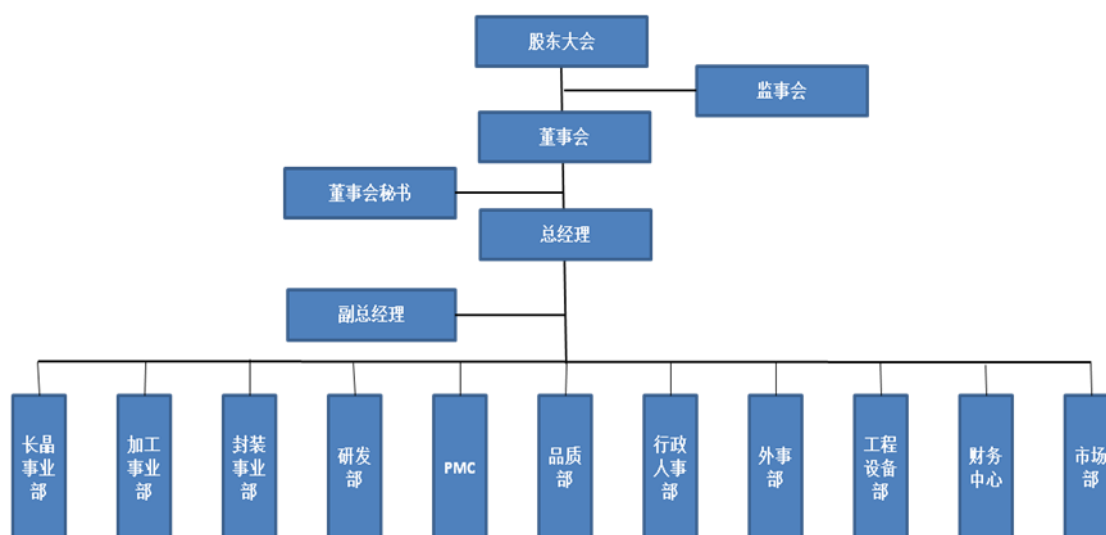 股东大会
监事会
董事会
董事会秘书
总经理
副总经理
长晶
事业
部
加工
事业
部
封装
事业
部
研发
部
PMC
品质
部
行政
人事
部
外事
部
工程
设备
部
财务
中心
市场
部